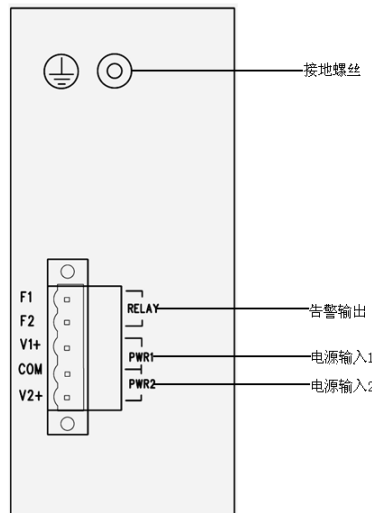 接地螺丝
F1
RELAY
告警输出
F2
V1+
PWR1
电源输入1
COM
PWR2
电源输入2
V2+